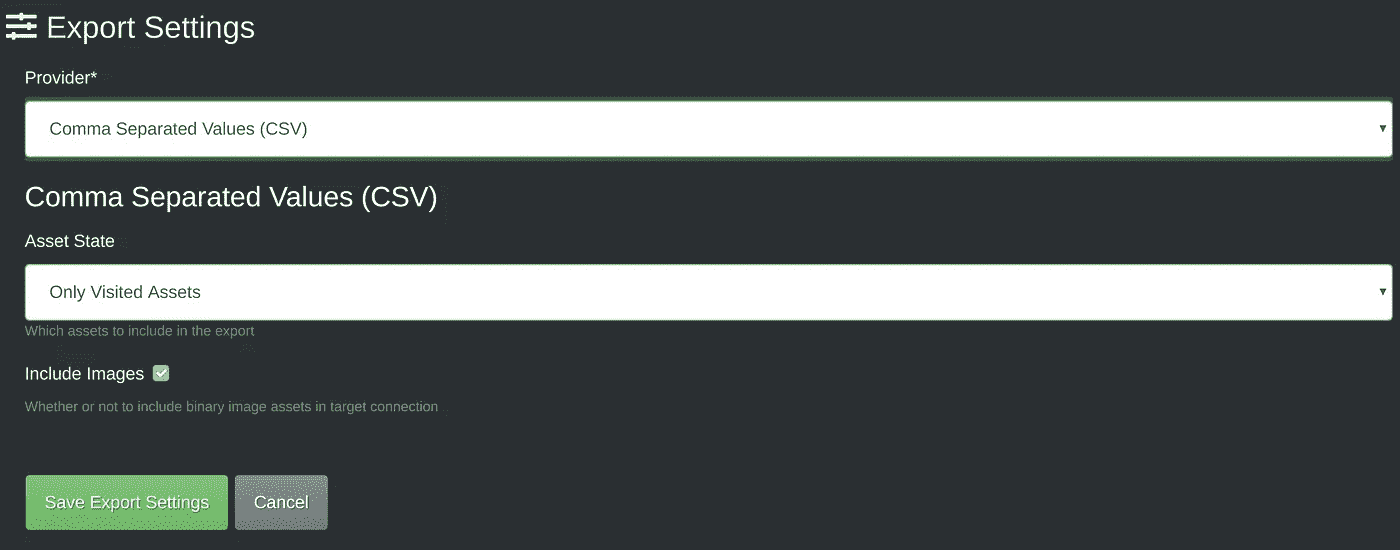 Export Settings
Provider*
Comma Separated Values (CSV)
Comma Separated Values (CSV)
Asset State
Only Visited Assets
Which assets to include in the export
Include Images
Whether or not to include binary image assets in target connection
Save Export Settings Cancel